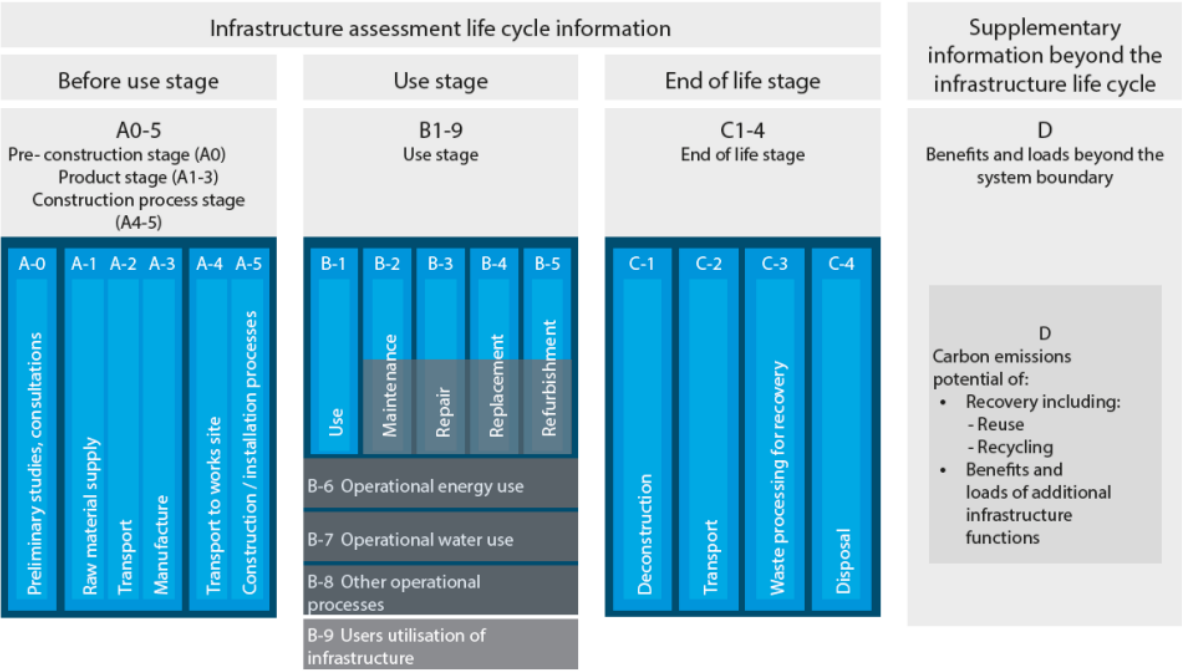 Infrastructure assessment life cycle information
Supplementary
information beyond the
infrastructure life cycle
Before use stage
Use stage
End of life stage
A0-5
Pre- construction stage (A0)
Product stage (A1-3)
Construction process stage
(A4-5)
B1-9
Use stage
C1-4
End of life stage
D
Benefits and loads beyond the
system boundary
A-0
Preliminary studies, consultations
A-1
Raw material supply
A-2
Transport
A-3
Manufacture
A-4
Transport to works site
A-5
Construction / installation processes
B-1
Use
B-2
Maintenance
B-3
Repair
B-4
Replacement
B-5
Refurbishment
B-6 Operational energy use
B-7 Operational water use
B-8 Other operational
processes
B-9 Users utilisation of
infrastructure
C-1
Deconstruction
C-2
Transport
C-3
Waste processing for recovery
C-4
Disposal
D
Carbon emissions
potential of:
• Recovery including:
- Reuse
- Recycling
• Benefits and
loads of additional
infrastructure
functions